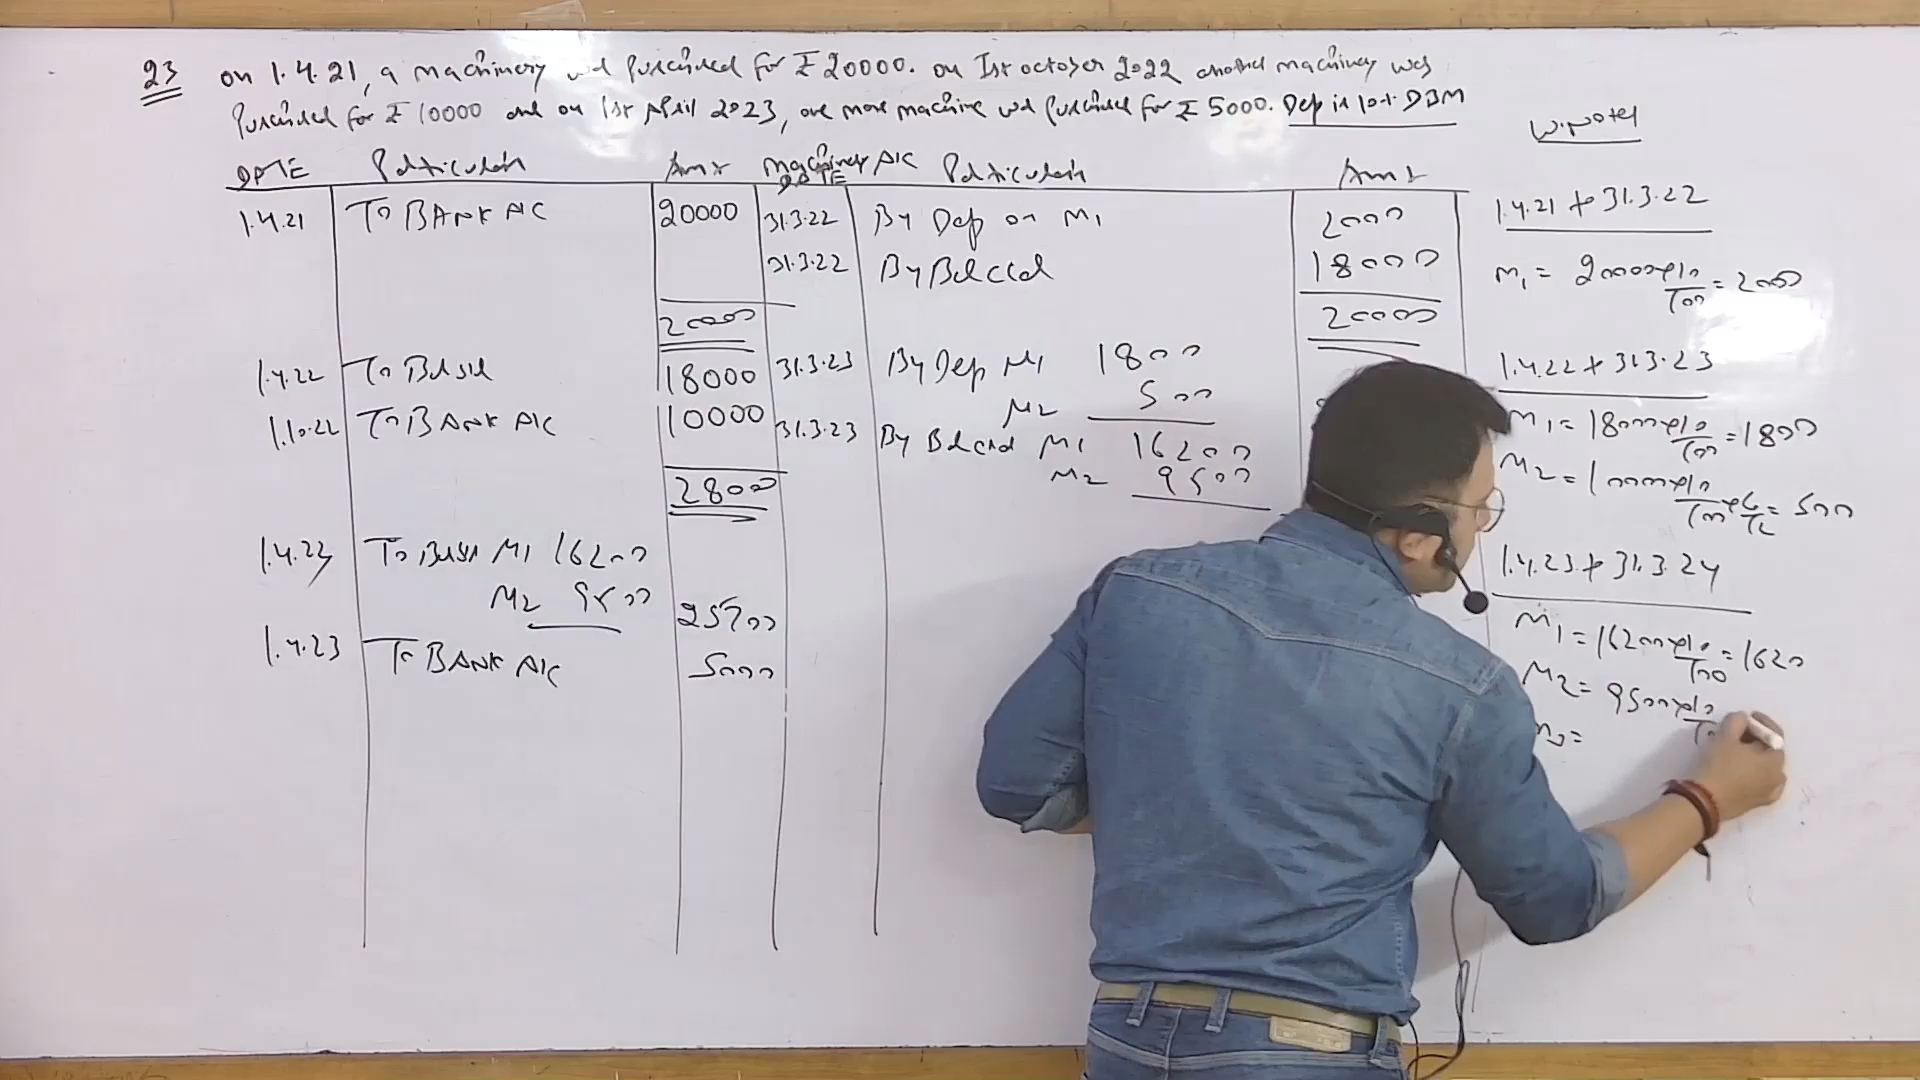 23 on 1.4.21, a machinery was purchased for ₹ 20000. on 1st october 2022 another machinery was
purchased for ₹ 10000 and on 1st April 2023, one more machine was purchased for ₹ 5000. Dep is 10% DBM
W. Notes
DATE Particulars Amt Machinery A/C DATE Particulars Amt
1.4.21 To BANK A/C 20000 31.3.22 By Dep on M1 2000
31.3.22 By Bal c/d 18000
20000 20000
1.4.22 To Bal b/d 18000 31.3.23 By Dep M1 1800
M2 500
1.10.22 To BANK A/C 10000 31.3.23 By Bal c/d M1 16200
M2 9500
28000
1.4.23 To Bal b/d M1 16200
M2 9500 25700
1.4.23 To BANK A/C 5000
1.4.21 to 31.3.22
M1 = 20000×10/100 = 2000
1.4.22 to 31.3.23
M1 = 18000×10/100 = 1800
M2 = 10000×10/100×6/12 = 500
1.4.23 to 31.3.24
M1 = 16200×10/100 = 1620
M2 = 9500×10
M3 =